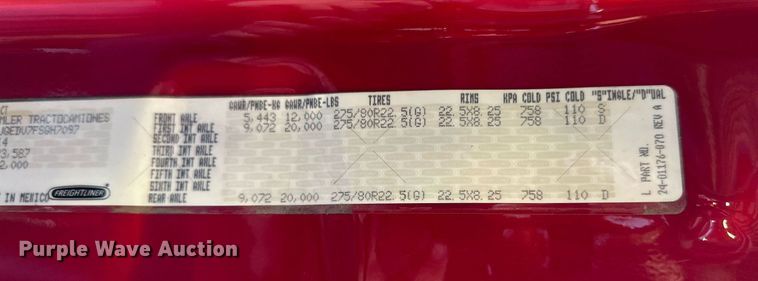 GAWR/PNBE-KG GAWR/PNBE-LBS TIRES RIMS KPA COLD PSI COLD "S"INGLE/"D"UAL
FRONT AXLE 5,443 12,000 275/80R22.5(G) 22.5X8.25 758 110 S
FIRST INT AXLE 9,072 20,000 275/80R22.5(G) 22.5X8.25 758 110 D
SECOND INT AXLE
THIRD INT AXLE
FOURTH INT AXLE
FIFTH INT AXLE
SIXTH INT AXLE
REAR AXLE 9,072 20,000 275/80R22.5(G) 22.5X8.25 758 110 D
MLER TRACTOCAMIONES
3,587
2,000
IN MEXICO
FREIGHTLINER
L PART NO.
24-01176-070 REV A
Purple Wave Auction